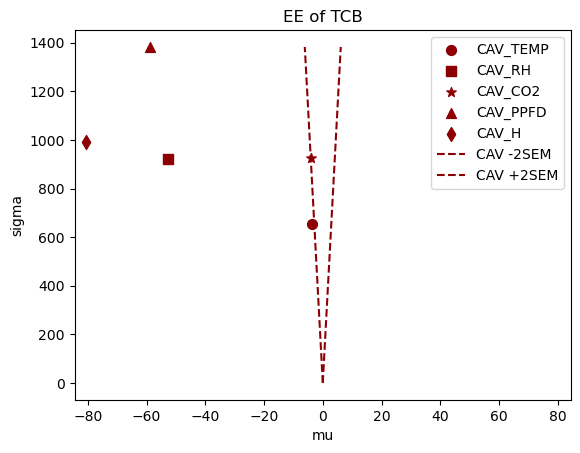 EE of TCB
CAV_TEMP
CAV_RH
CAV_CO2
CAV_PPFD
CAV_H
CAV -2SEM
CAV +2SEM
1400
1200
1000
800
600
400
200
0
sigma
−80 −60 −40 −20 0 20 40 60 80
mu